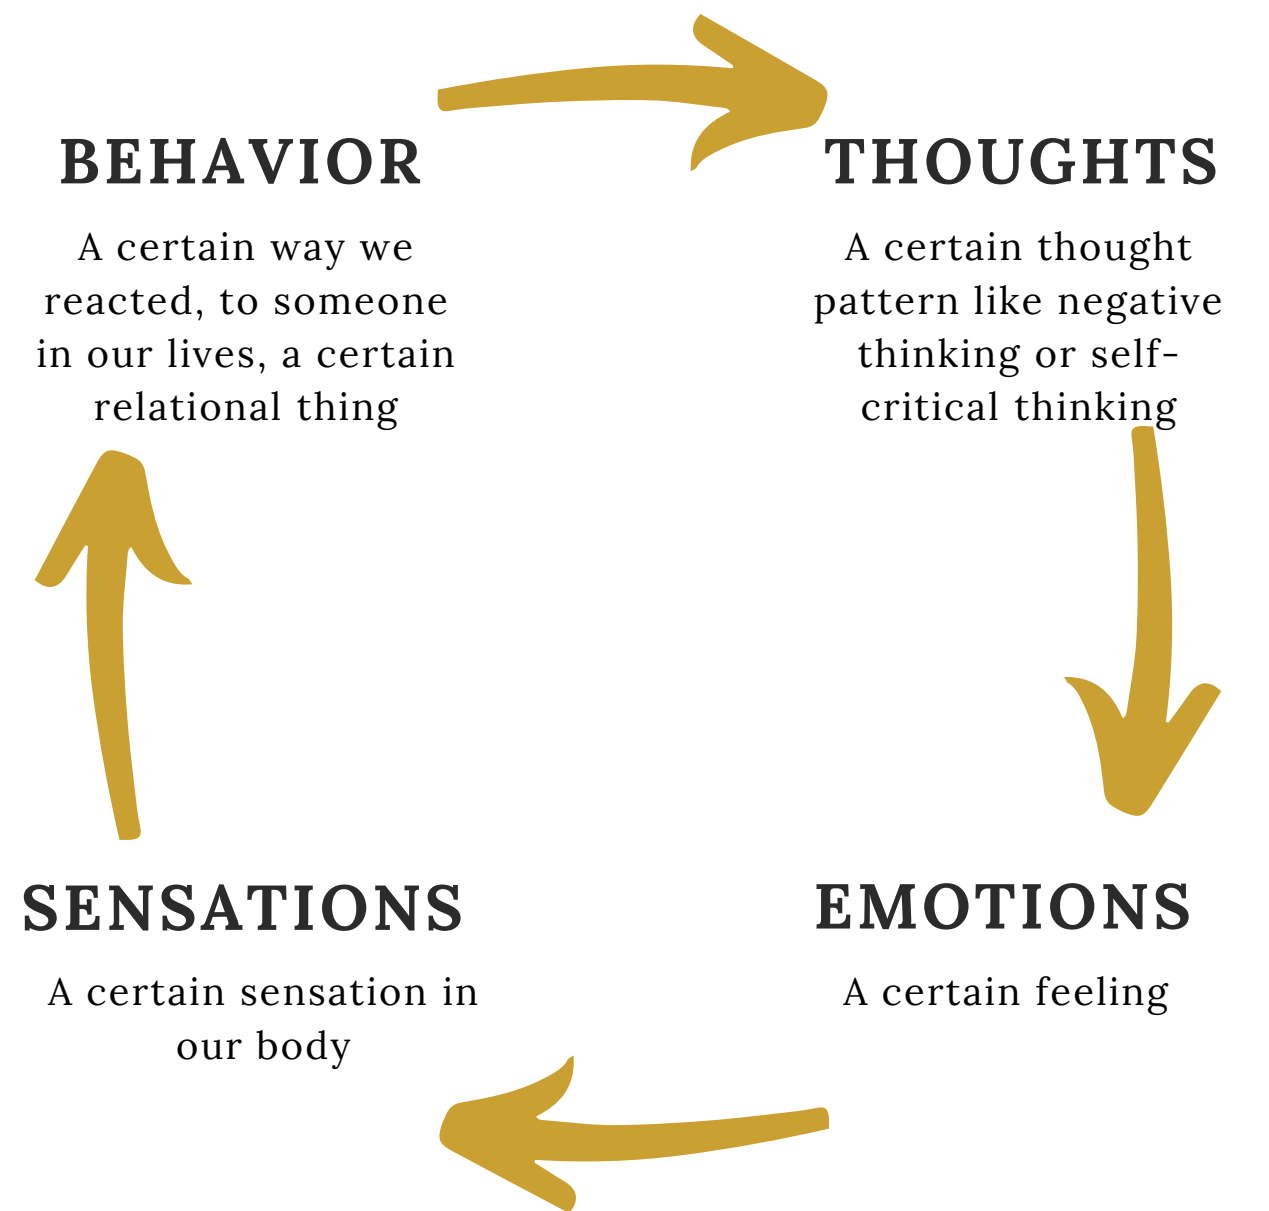 BEHAVIOR
A certain way we
reacted, to someone
in our lives, a certain
relational thing
THOUGHTS
A certain thought
pattern like negative
thinking or self-
critical thinking
SENSATIONS
A certain sensation in
our body
EMOTIONS
A certain feeling